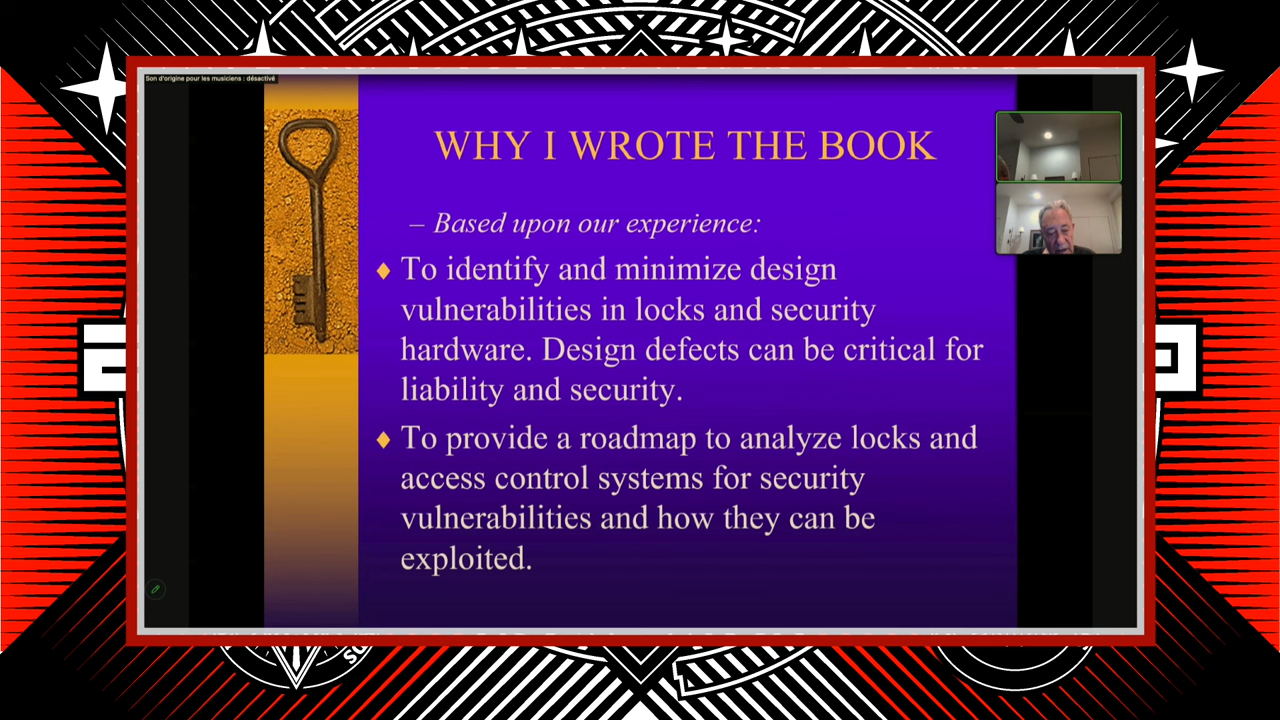 Son d'origine pour les musiciens : désactivé
WHY I WROTE THE BOOK
– Based upon our experience:
To identify and minimize design
vulnerabilities in locks and security
hardware. Design defects can be critical for
liability and security.
To provide a roadmap to analyze locks and
access control systems for security
vulnerabilities and how they can be
exploited.